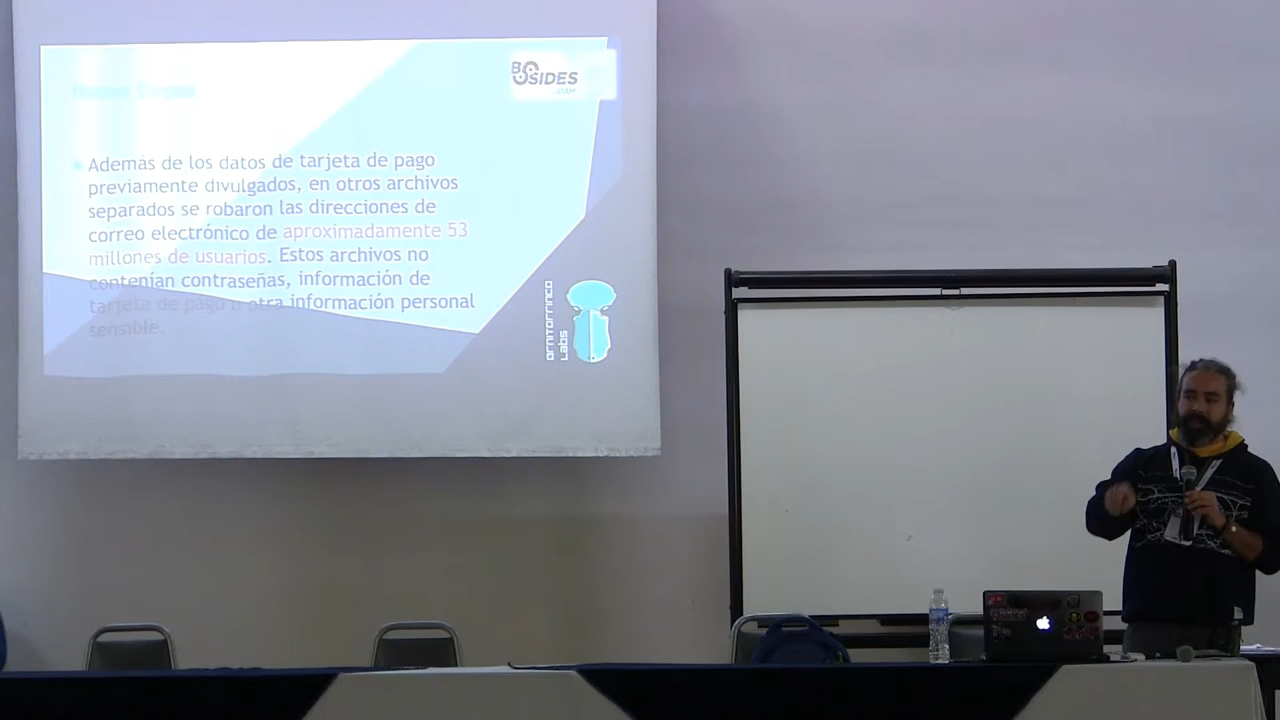 BSIDES
Además de los datos de tarjeta de pago
previamente divulgados, en otros archivos
separados se robaron las direcciones de
correo electrónico de aproximadamente 53
millones de usuarios. Estos archivos no
contenían contraseñas, información de
tarjeta de pago u otra información personal
sensible.
ORNITORRINCO
LABS